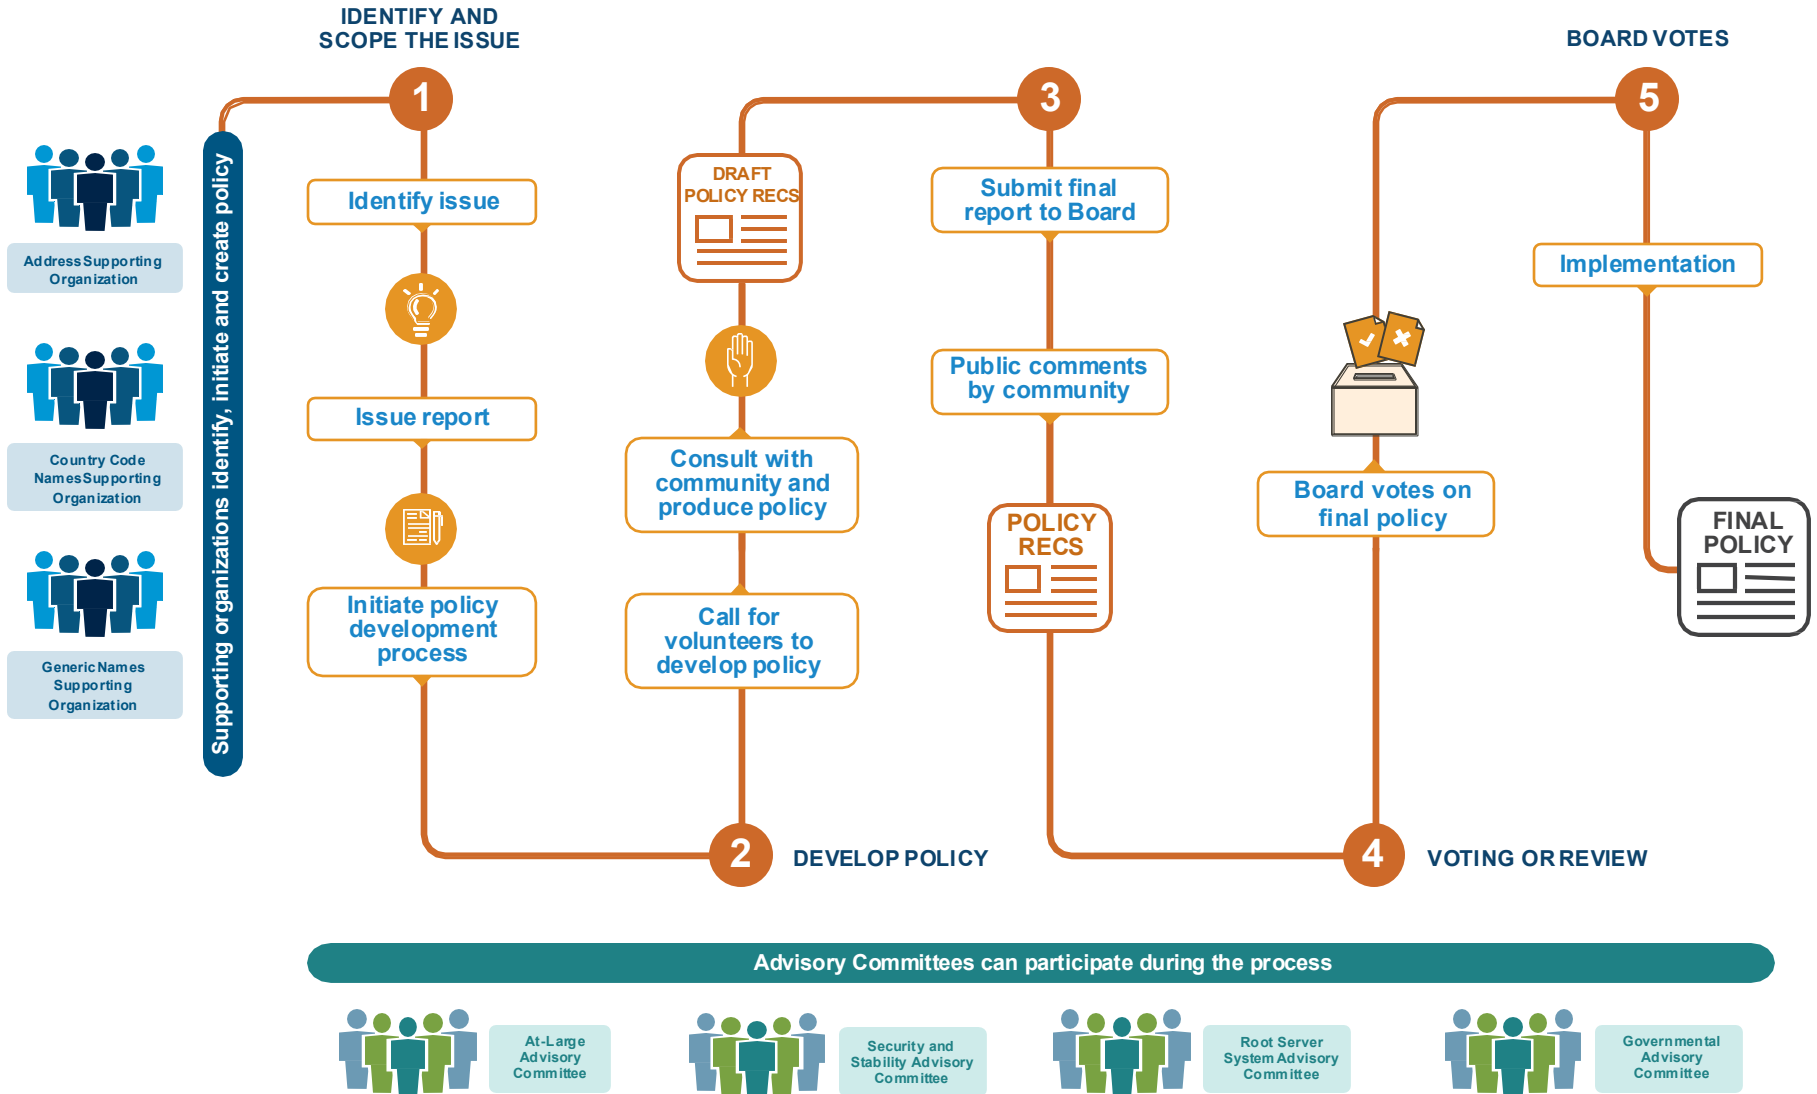 IDENTIFY AND
SCOPE THE ISSUE
BOARD VOTES
1
3
5
Supporting organizations identify, initiate and create policy
Address Supporting
Organization
Country Code
Names Supporting
Organization
Generic Names
Supporting
Organization
Identify issue
Issue report
Initiate policy
development
process
DRAFT
POLICY RECS
Consult with
community and
produce policy
Call for
volunteers to
develop policy
2
DEVELOP POLICY
Submit final
report to Board
Public comments
by community
POLICY
RECS
Board votes on
final policy
4
VOTING OR REVIEW
Implementation
FINAL
POLICY
Advisory Committees can participate during the process
At-Large
Advisory
Committee
Security and
Stability Advisory
Committee
Root Server
System Advisory
Committee
Governmental
Advisory
Committee